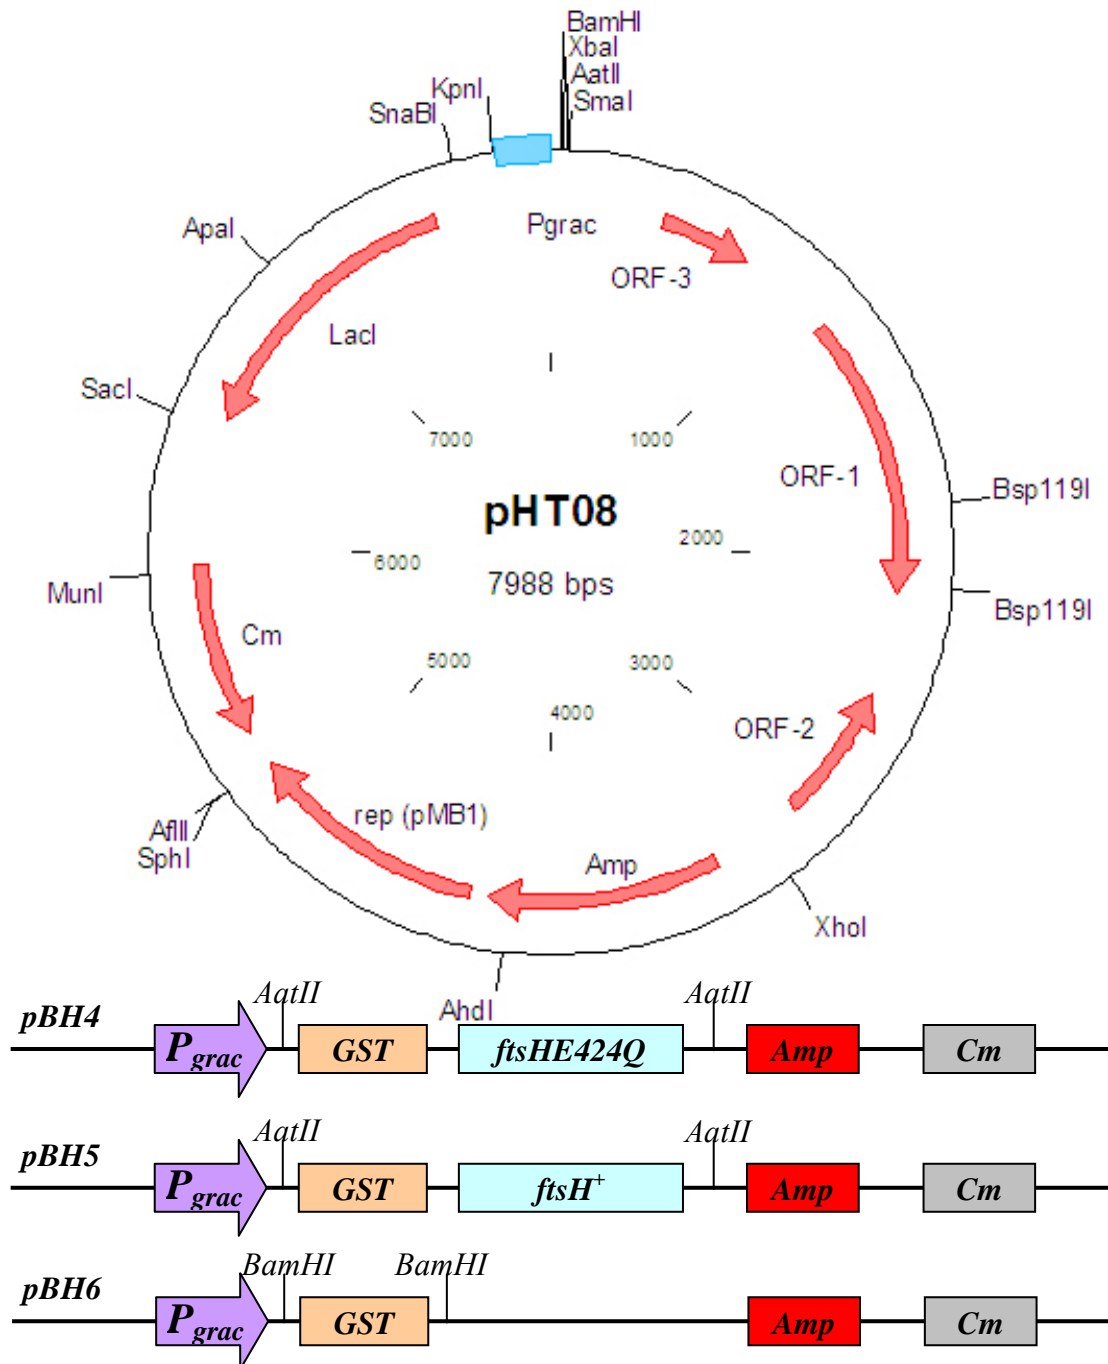 BamHI
XbaI
AatII
SmaI
KpnI
SnaBI
ApaI
Pgrac
ORF-3
LacI
SacI
7000
1000
ORF-1
Bsp119I
pHT08
2000
6000
7988 bps
MunI
Bsp119I
Cm
5000
3000
4000
ORF-2
rep (pMB1)
AflII
SphI
Amp
XhoI
AhdI
pBH4
AatII
AatII
Pgrac
GST
ftsHE424Q
Amp
Cm
pBH5
AatII
AatII
Pgrac
GST
ftsH⁺
Amp
Cm
pBH6
BamHI
BamHI
Pgrac
GST
Amp
Cm